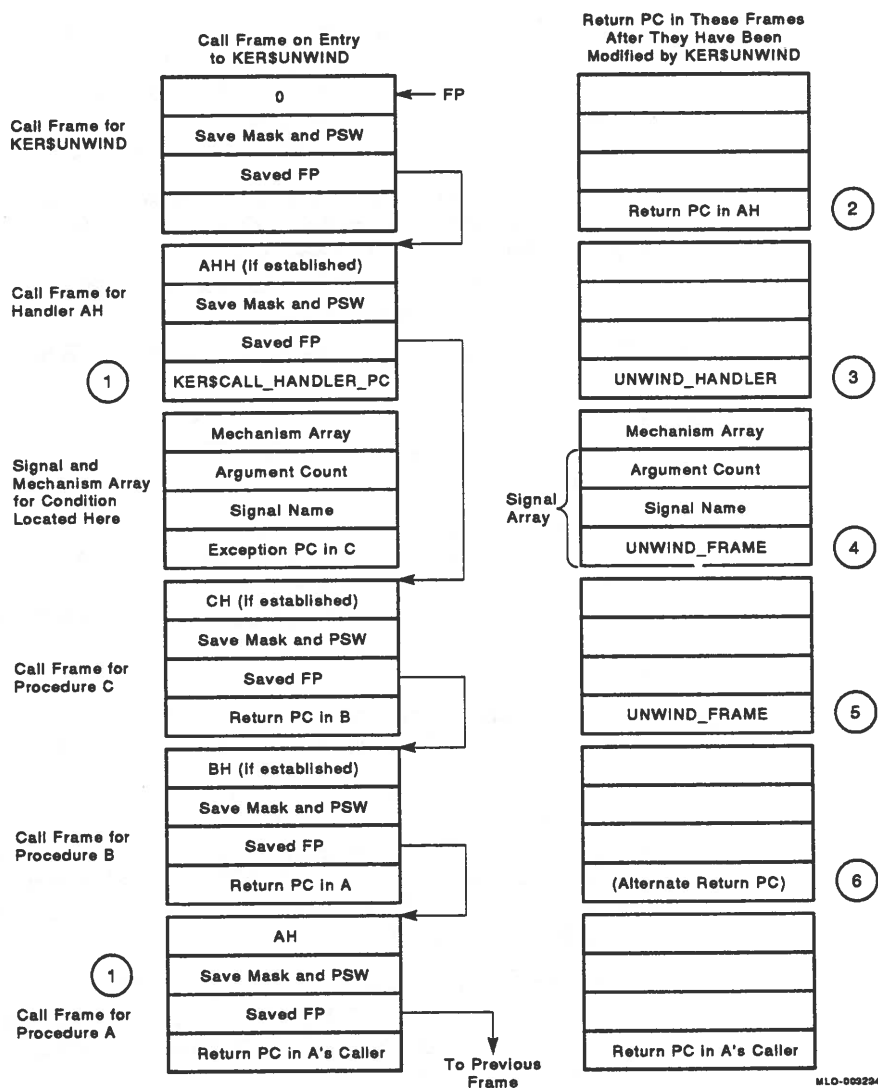 Call Frame on Entry
to KER$UNWIND
Return PC in These Frames
After They Have Been
Modified by KER$UNWIND
Call Frame for
KER$UNWIND
0
FP
Save Mask and PSW
Saved FP
Return PC in AH
2
Call Frame for
Handler AH
1
AHH (if established)
Save Mask and PSW
Saved FP
KER$CALL_HANDLER_PC
UNWIND_HANDLER
3
Signal and
Mechanism Array
for Condition
Located Here
Mechanism Array
Argument Count
Signal Name
Exception PC in C
Signal
Array
Mechanism Array
Argument Count
Signal Name
UNWIND_FRAME
4
Call Frame for
Procedure C
CH (if established)
Save Mask and PSW
Saved FP
Return PC in B
UNWIND_FRAME
5
Call Frame for
Procedure B
BH (if established)
Save Mask and PSW
Saved FP
Return PC in A
(Alternate Return PC)
6
1
Call Frame for
Procedure A
AH
Save Mask and PSW
Saved FP
Return PC in A's Caller
To Previous
Frame
Return PC in A's Caller